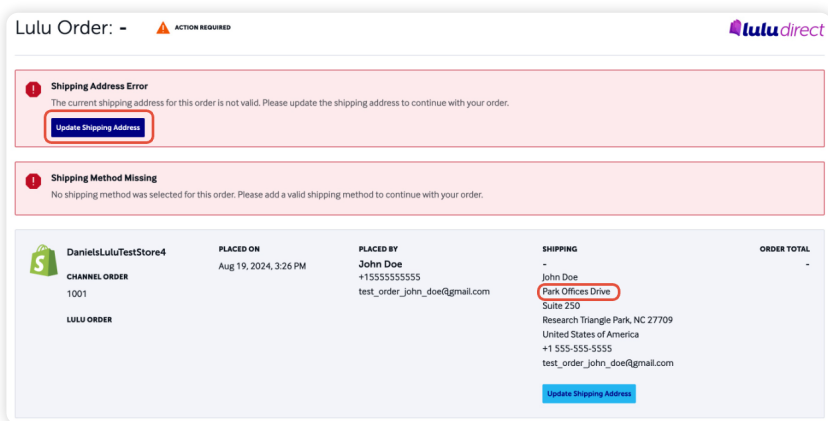 Lulu Order: -
ACTION REQUIRED
luludirect
Shipping Address Error
The current shipping address for this order is not valid. Please update the shipping address to continue with your order.
Update Shipping Address
Shipping Method Missing
No shipping method was selected for this order. Please add a valid shipping method to continue with your order.
DanielsLuluTestStore4
CHANNEL ORDER
1001
LULU ORDER
PLACED ON
Aug 19, 2024, 3:26 PM
PLACED BY
John Doe
+15555555555
test_order_john_doe@gmail.com
SHIPPING
-
John Doe
Park Offices Drive
Suite 250
Research Triangle Park, NC 27709
United States of America
+1 555-555-5555
test_order_john_doe@gmail.com
Update Shipping Address
ORDER TOTAL
-